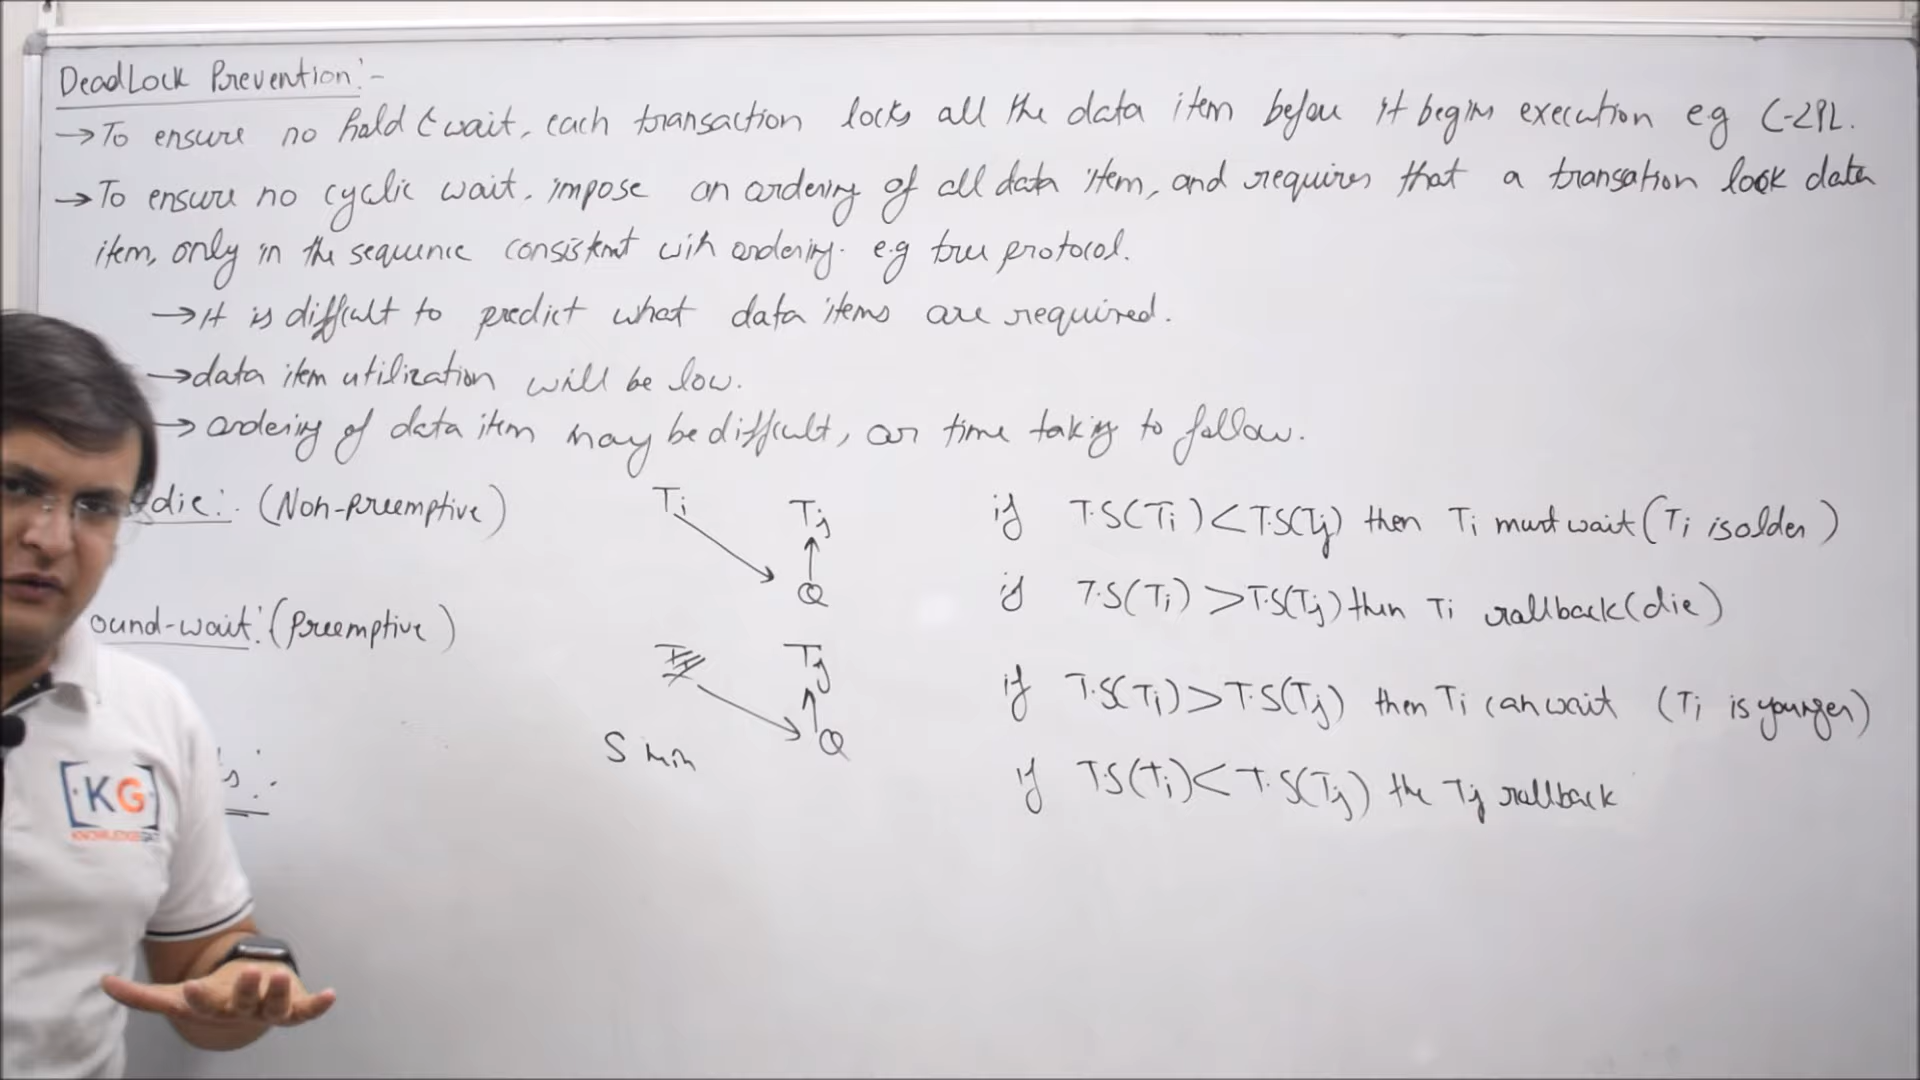 DeadLock Prevention:-
→ To ensure no hold & wait, each transaction locks all the data item before it begins execution e.g C-2PL.
→ To ensure no cyclic wait, impose an ordering of all data item, and requires that a transation lock data
item, only in the sequence consistent with ordering. e.g tree protocol.
→ It is difficult to predict what data items are required.
→ data item utilization will be low.
→ ordering of data item may be difficult, or time taking to follow.
die: (Non-preemptive)
Ti Tj
Q
if T.S(Ti) < T.S(Tj) then Ti must wait (Ti is older)
if T.S(Ti) > T.S(Tj) then Ti rollback (die)
ound-wait: (Preemptive)
Tj
Q
5 min
if T.S(Ti) > T.S(Tj) then Ti can wait (Ti is younger)
if T.S(Ti) < T.S(Tj) the Tj rollback
ts:-
KG